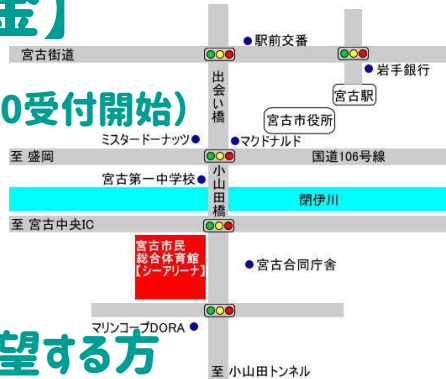 金】
駅前交番
宮古街道
岩手銀行
出会い橋
宮古駅
0受付開始）
宮古市役所
ミスタードーナッツ
マクドナルド
至 盛岡
国道106号線
宮古第一中学校
小山田橋
閉伊川
至 宮古中央IC
宮古市民
総合体育館
【シーアリーナ】
宮古合同庁舎
マリンコープDORA
望する方
至 小山田トンネル